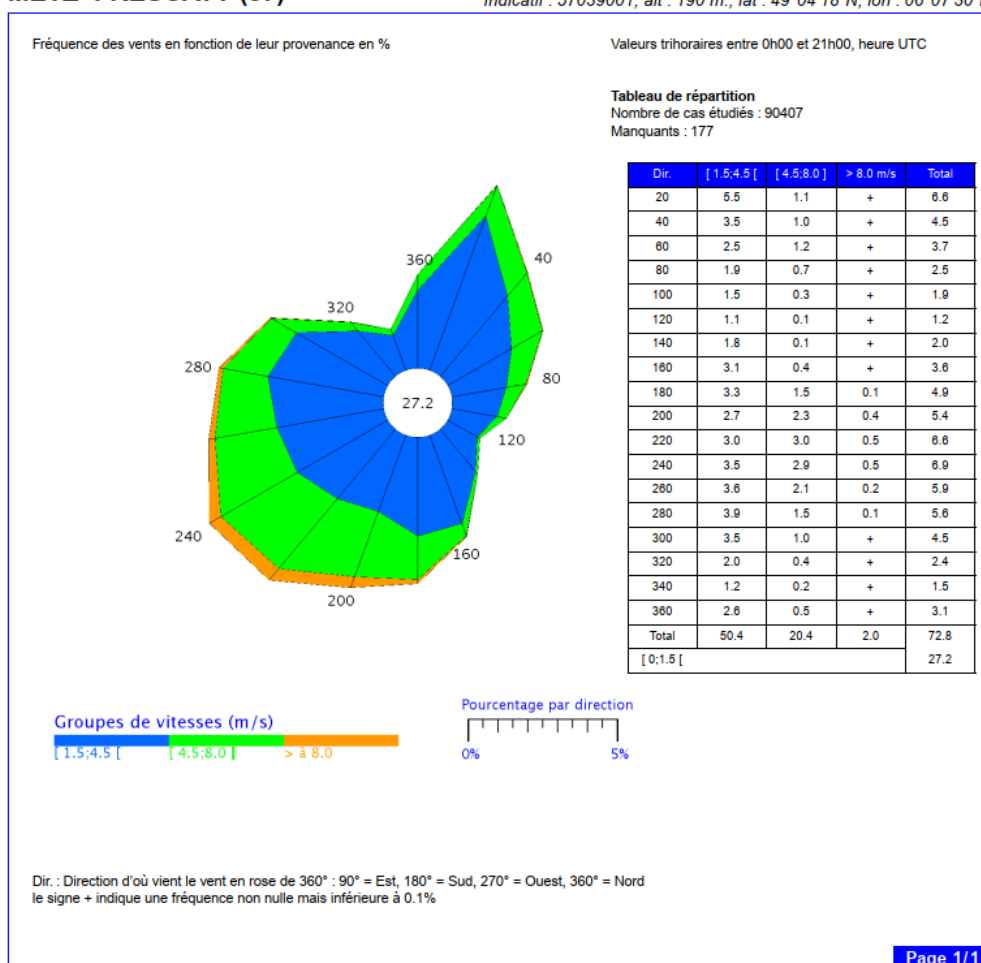 Indicatif : 57039001, alt : 190 m., lat : 49°04'18"N, lon : 06°07'30
Fréquence des vents en fonction de leur provenance en %
Valeurs trihoraires entre 0h00 et 21h00, heure UTC
Tableau de répartition
Nombre de cas étudiés : 90407
Manquants : 177
Dir. [ 1.5;4.5 [ [ 4.5;8.0 ] > 8.0 m/s Total
20 5.5 1.1 + 6.6
40 3.5 1.0 + 4.5
60 2.5 1.2 + 3.7
80 1.9 0.7 + 2.5
100 1.5 0.3 + 1.9
120 1.1 0.1 + 1.2
140 1.8 0.1 + 2.0
160 3.1 0.4 + 3.6
180 3.3 1.5 0.1 4.9
200 2.7 2.3 0.4 5.4
220 3.0 3.0 0.5 6.6
240 3.5 2.9 0.5 6.9
260 3.6 2.1 0.2 5.9
280 3.9 1.5 0.1 5.6
300 3.5 1.0 + 4.5
320 2.0 0.4 + 2.4
340 1.2 0.2 + 1.5
360 2.6 0.5 + 3.1
Total 50.4 20.4 2.0 72.8
[ 0;1.5 [ 27.2
360
40
320
280
80
27.2
120
240
160
200
Groupes de vitesses (m/s)
[ 1.5;4.5 [ [ 4.5;8.0 ] > à 8.0
Pourcentage par direction
0% 5%
Dir. : Direction d'où vient le vent en rose de 360° : 90° = Est, 180° = Sud, 270° = Ouest, 360° = Nord
le signe + indique une fréquence non nulle mais inférieure à 0.1%
Page 1/1